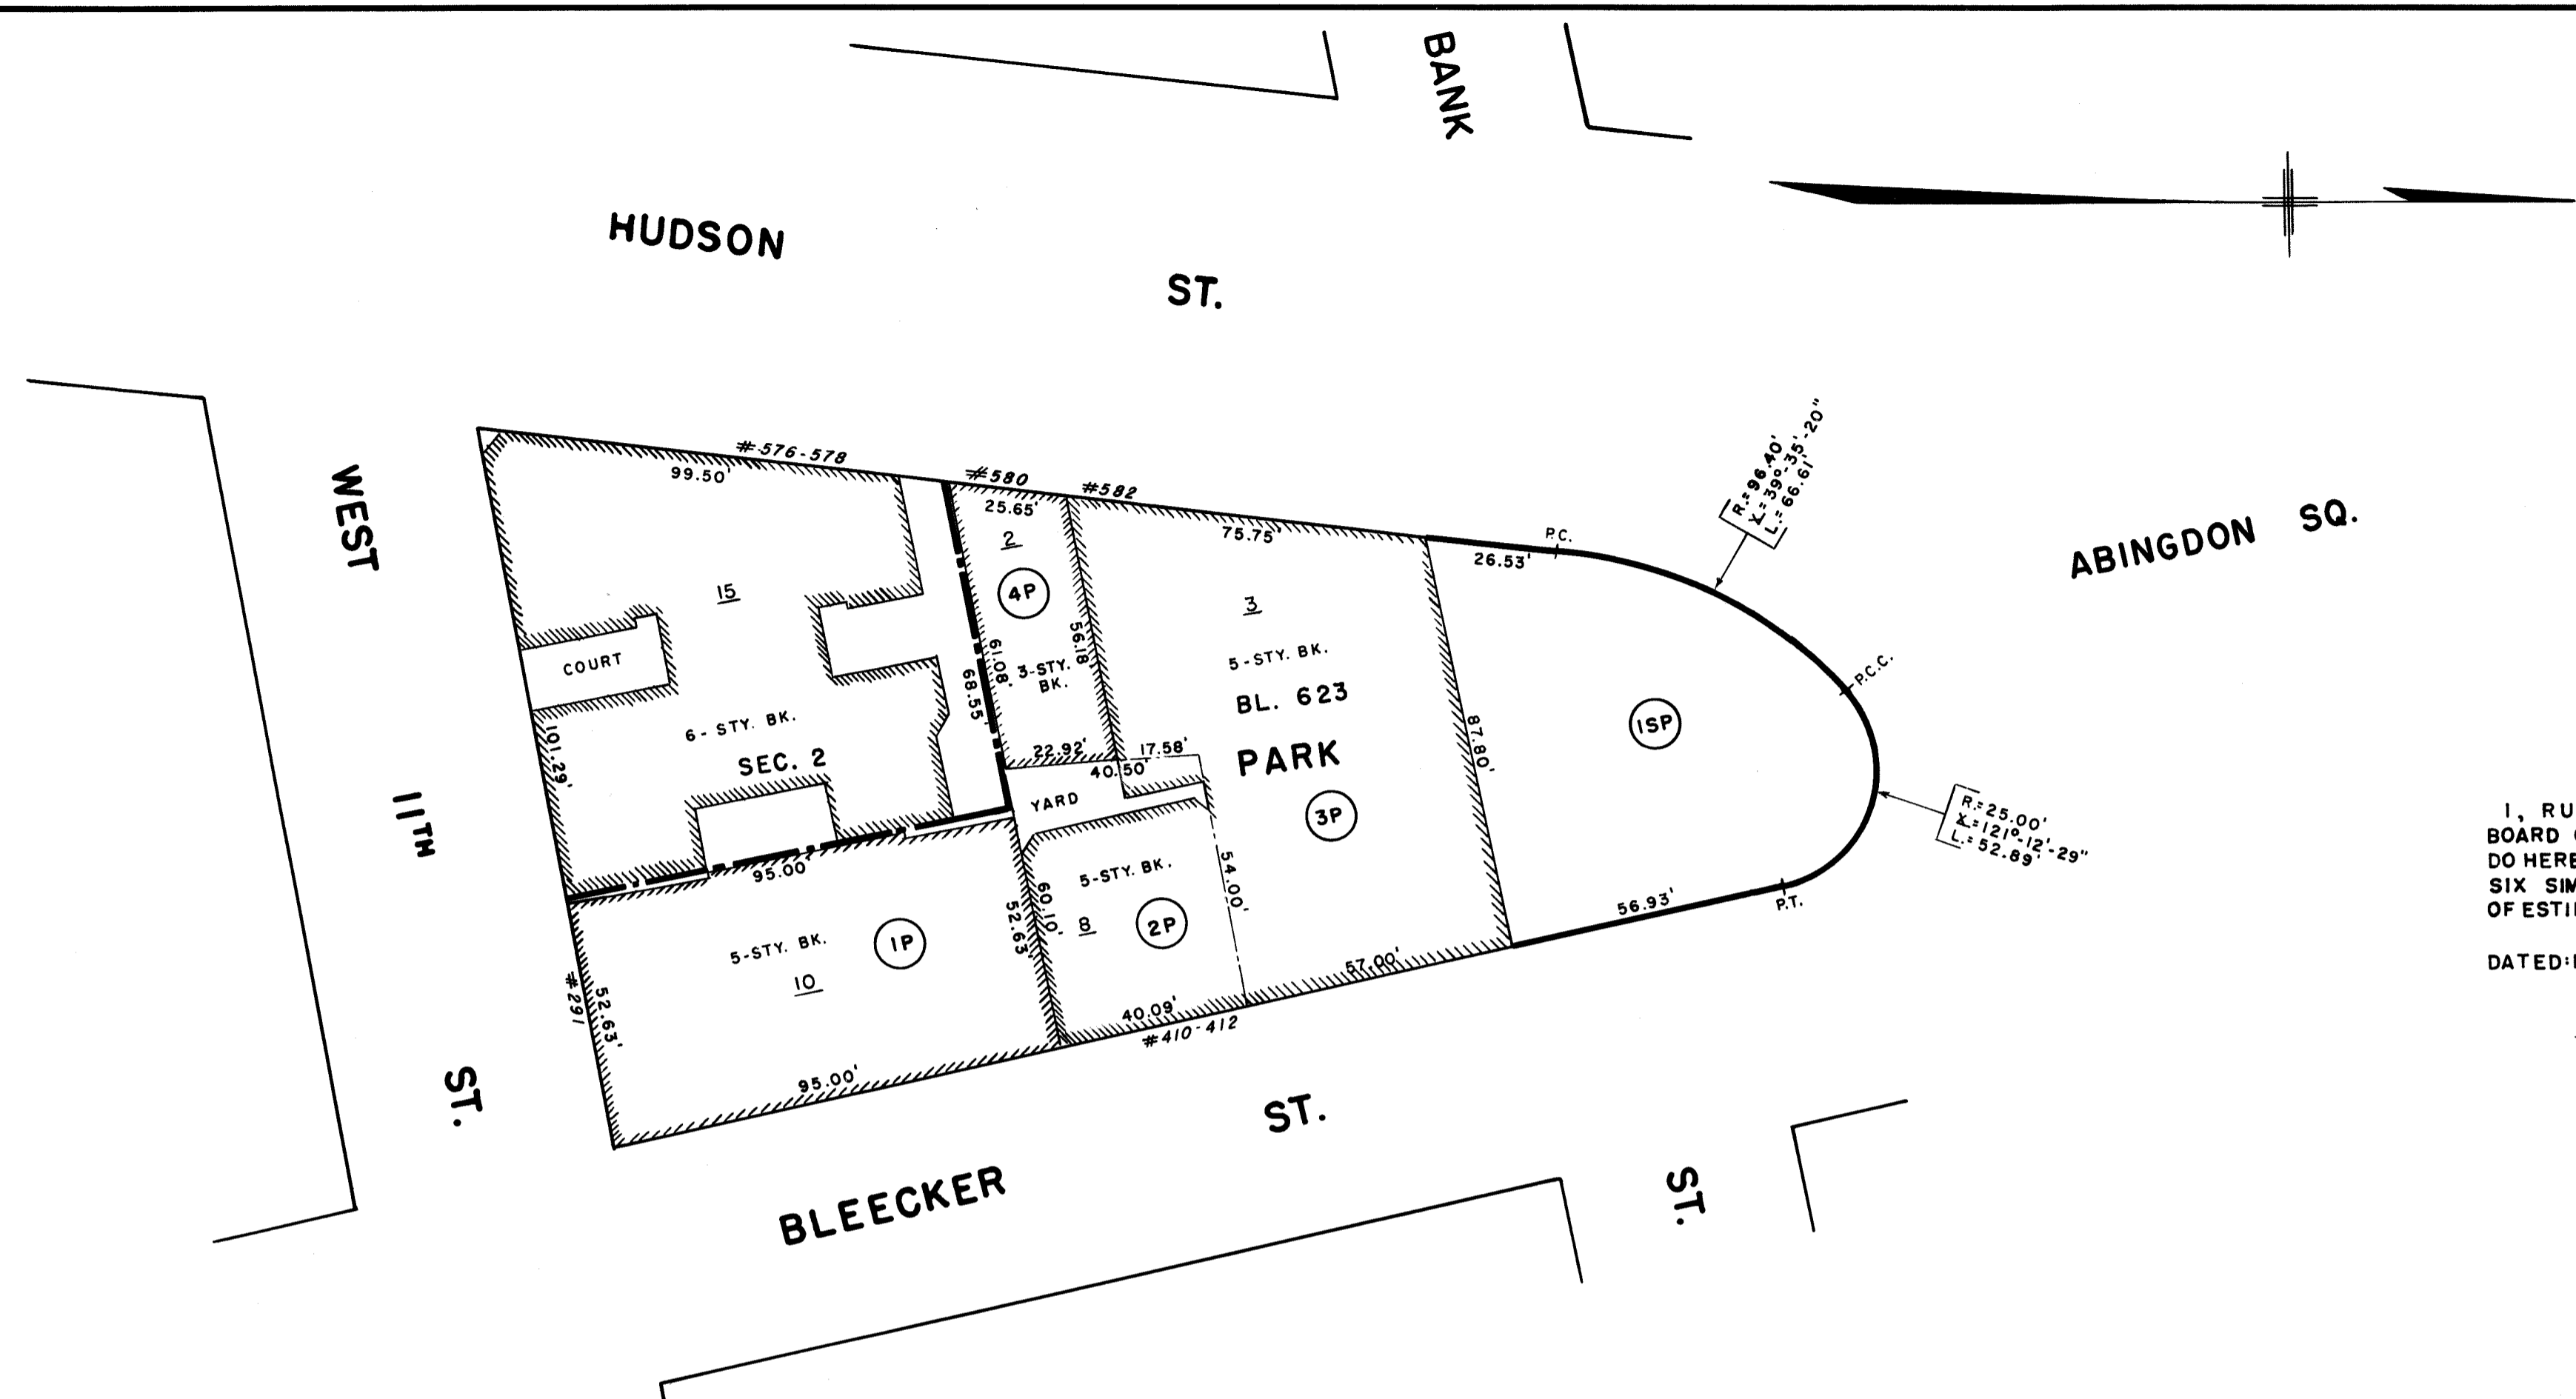 BANK
HUDSON
ST.
WEST
11TH
ST.
ABINGDON SQ.
#576-578
99.50'
#580
25.65'
#582
75.75'
P.C.
26.53'
R.=96.40'
∡=39°-35'-20"
L.=66.61'
P.C.C.
2
4P
3-STY.
BK.
61.08'
68.55'
56.18'
22.92'
17.58'
40.50'
YARD
15
COURT
6-STY. BK.
SEC. 2
101.29'
3
5-STY. BK.
BL. 623
PARK
3P
87.80'
1SP
R.=25.00'
∡=121°-12'-29"
L.=52.89'
P.T.
56.93'
95.00'
5-STY. BK.
1P
10
52.63'
52.63'
#291
95.00'
60.10'
5-STY. BK.
8
2P
54.00'
57.00'
40.09'
#410-412
BLEECKER
ST.
ST.
I, RU
BOARD
DO HERE
SIX SIM
OF ESTI
DATED: